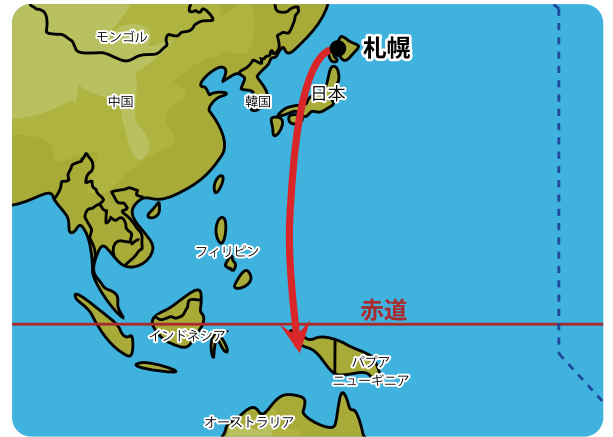 モンゴル
札幌
中国
韓国
日本
フィリピン
赤道
インドネシア
パプア
ニューギニア
オーストラリア